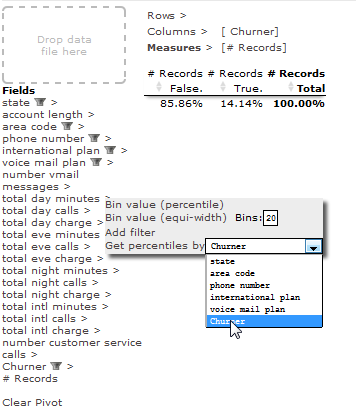 Drop data
file here
Rows >
Columns > [ Churner]
Measures > [# Records]
# Records # Records # Records
False. True. Total
85.86% 14.14% 100.00%
Fields
state >
account length >
area code >
phone number >
international plan >
voice mail plan >
number vmail
messages >
total day minutes >
total day calls >
total day charge >
total eve minutes
total eve calls >
total eve charge >
total night minutes >
total night calls >
total night charge >
total intl minutes >
total intl calls >
total intl charge >
number customer service
calls >
Churner >
# Records
Clear Pivot
Bin value (percentile)
Bin value (equi-width) Bins: 20
Add filter
Get percentiles by Churner
state
area code
phone number
international plan
voice mail plan
Churner